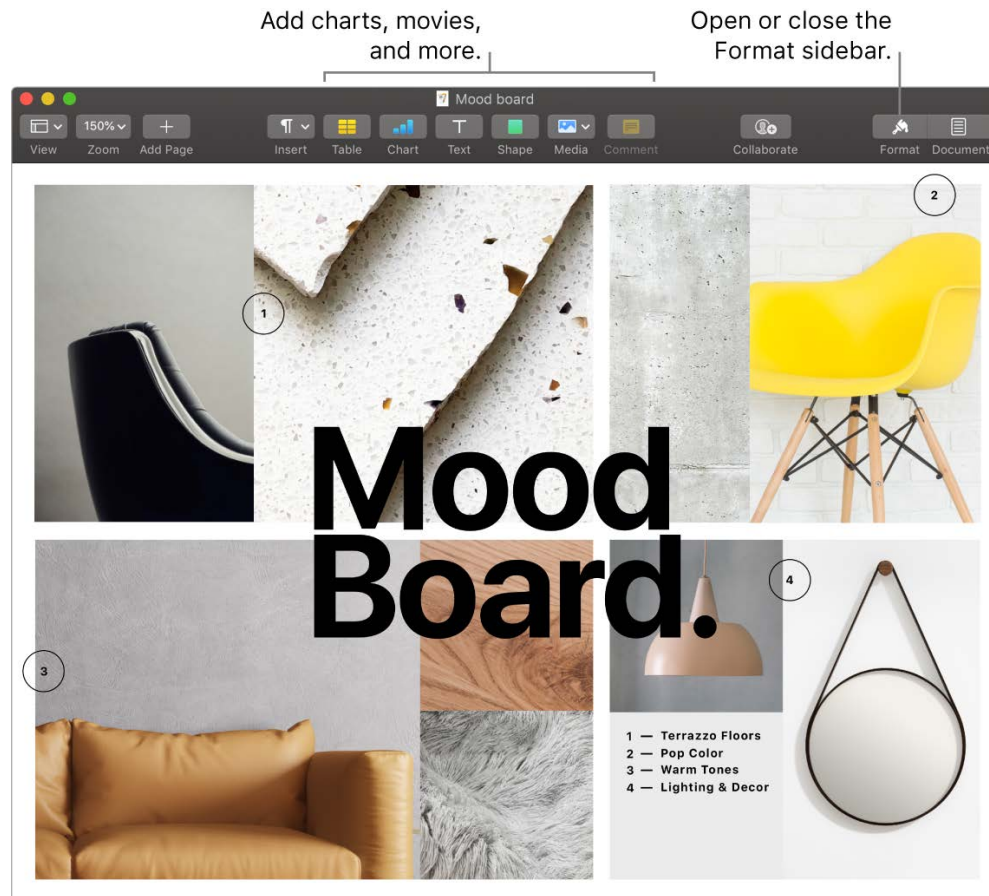 Add charts, movies,
and more.
Open or close the
Format sidebar.
Mood board
150%
View Zoom Add Page Insert Table Chart Text Shape Media Comment Collaborate Format Document
2
1
Mood
Board.
4
3
1 — Terrazzo Floors
2 — Pop Color
3 — Warm Tones
4 — Lighting & Decor